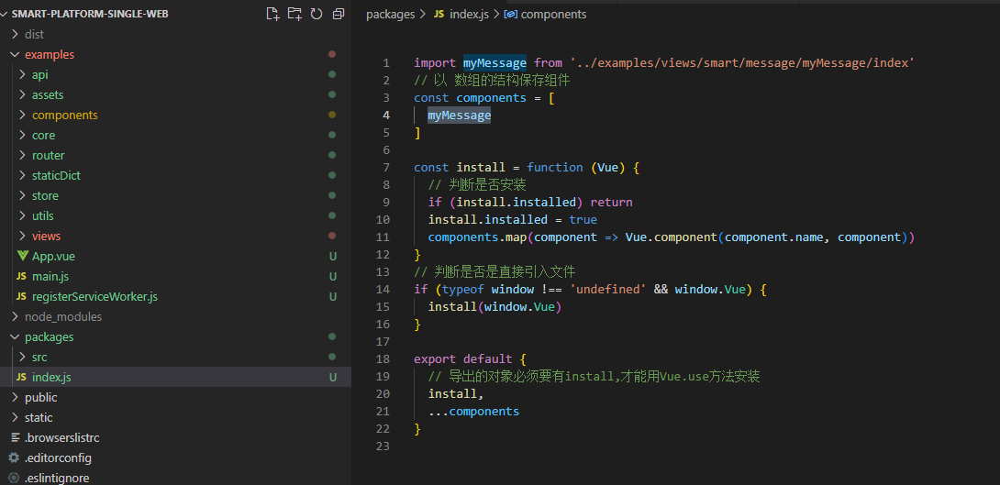 SMART-PLATFORM-SINGLE-WEB
dist
examples
api
assets
components
core
router
staticDict
store
utils
views
App.vue U
JS main.js U
JS registerServiceWorker.js U
node_modules
packages
src
JS index.js U
public
static
.browserslistrc
.editorconfig
.eslintignore
packages > JS index.js > components
1 import myMessage from '../examples/views/smart/message/myMessage/index'
2 // 以 数组的结构保存组件
3 const components = [
4 myMessage
5 ]
6
7 const install = function (Vue) {
8 // 判断是否安装
9 if (install.installed) return
10 install.installed = true
11 components.map(component => Vue.component(component.name, component))
12 }
13 // 判断是否是直接引入文件
14 if (typeof window !== 'undefined' && window.Vue) {
15 install(window.Vue)
16 }
17
18 export default {
19 // 导出的对象必须要有install,才能用Vue.use方法安装
20 install,
21 ...components
22 }
23